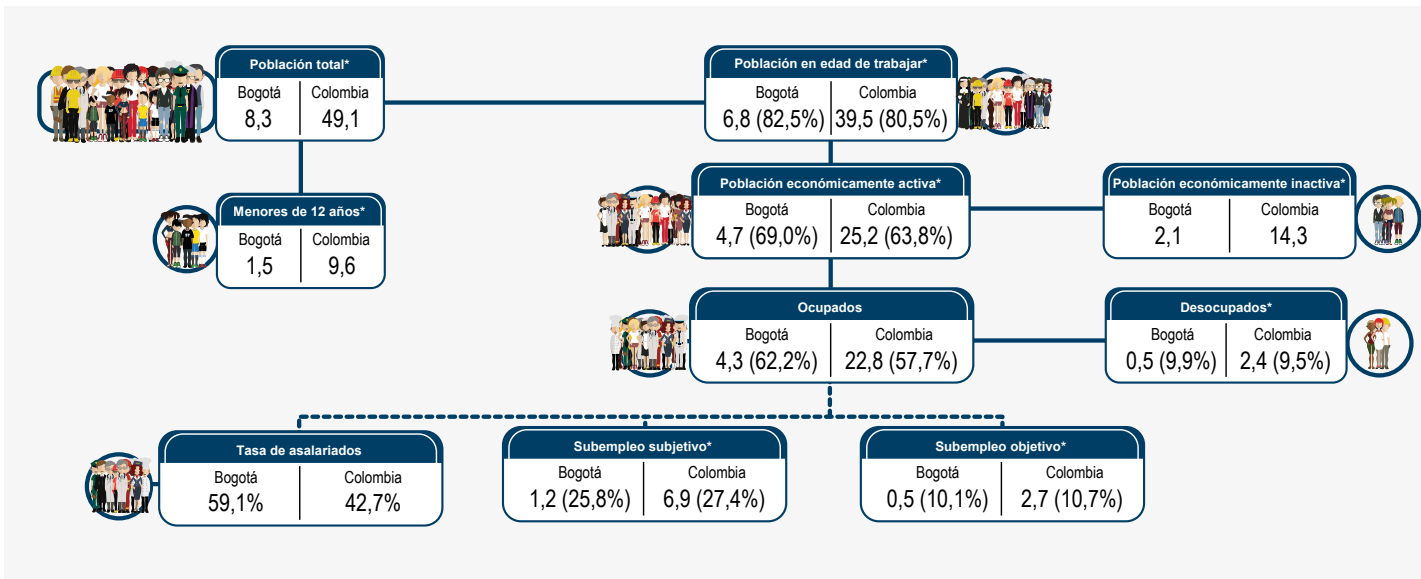 Población total*
Bogotá Colombia
8,3 49,1
Población en edad de trabajar*
Bogotá Colombia
6,8 (82,5%) 39,5 (80,5%)
Menores de 12 años*
Bogotá Colombia
1,5 9,6
Población económicamente activa*
Bogotá Colombia
4,7 (69,0%) 25,2 (63,8%)
Población económicamente inactiva*
Bogotá Colombia
2,1 14,3
Ocupados
Bogotá Colombia
4,3 (62,2%) 22,8 (57,7%)
Desocupados*
Bogotá Colombia
0,5 (9,9%) 2,4 (9,5%)
Tasa de asalariados
Bogotá Colombia
59,1% 42,7%
Subempleo subjetivo*
Bogotá Colombia
1,2 (25,8%) 6,9 (27,4%)
Subempleo objetivo*
Bogotá Colombia
0,5 (10,1%) 2,7 (10,7%)